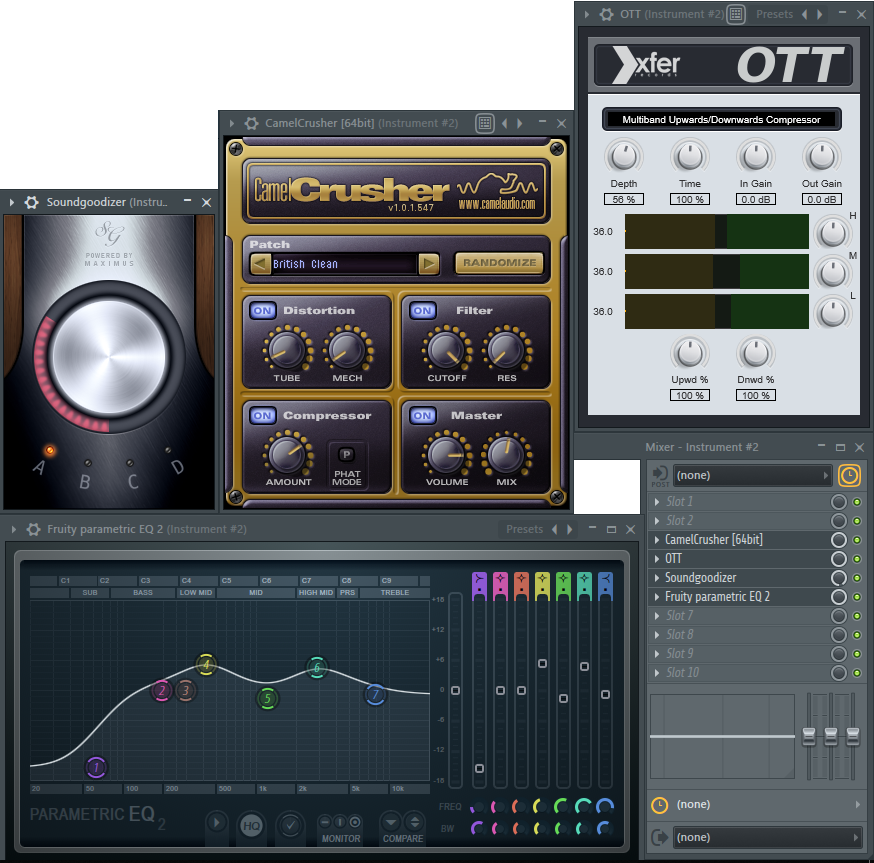 OTT (Instrument #2) Presets
xfer
records
OTT
Multiband Upwards/Downwards Compressor
Depth Time In Gain Out Gain
56 % 100 % 0.0 dB 0.0 dB
H
36.0
M
36.0
L
36.0
Upwd % Dnwd %
100 % 100 %
CamelCrusher [64bit] (Instrument #2)
CamelCrusher
v1.0.1.547
www.camelaudio.com
Patch
British Clean
RANDOMIZE
ON Distortion
TUBE MECH
ON Filter
CUTOFF RES
ON Compressor
AMOUNT
P
PHAT
MODE
ON Master
VOLUME MIX
Soundgoodizer (Instru..
SG
POWERED BY
MAXIMUS
A B C D
Mixer - Instrument #2
POST
(none)
Slot 1
Slot 2
CamelCrusher [64bit]
OTT
Soundgoodizer
Fruity parametric EQ 2
Slot 7
Slot 8
Slot 9
Slot 10
(none)
(none)
Fruity parametric EQ 2 (Instrument #2) Presets
C1 C2 C3 C4 C5 C6 C7 C8 C9
SUB BASS LOW MID MID HIGH MID PRS TREBLE
+18
+12
+6
0
-6
-12
-18
1 2 3 4 5 6 7
20 50 100 200 500 1k 2k 5k 10k
FREQ
BW
PARAMETRIC EQ 2
HQ
MONITOR
COMPARE